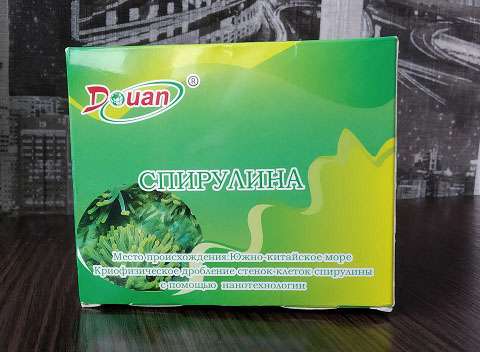 Douan®
СПИРУЛИНА
Место происхождения:Южно-китайское море
Криофизическое дробление стенок-клеток спирулины
с помощью нанотехнологии